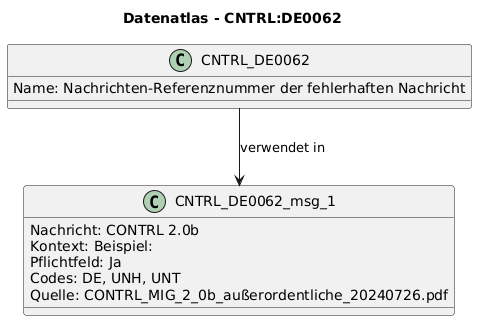 Datenatlas - CNTRL:DE0062
C CNTRL_DE0062
Name: Nachrichten-Referenznummer der fehlerhaften Nachricht
verwendet in
C CNTRL_DE0062_msg_1
Nachricht: CONTRL 2.0b
Kontext: Beispiel:
Pflichtfeld: Ja
Codes: DE, UNH, UNT
Quelle: CONTRL_MIG_2_0b_außerordentliche_20240726.pdf